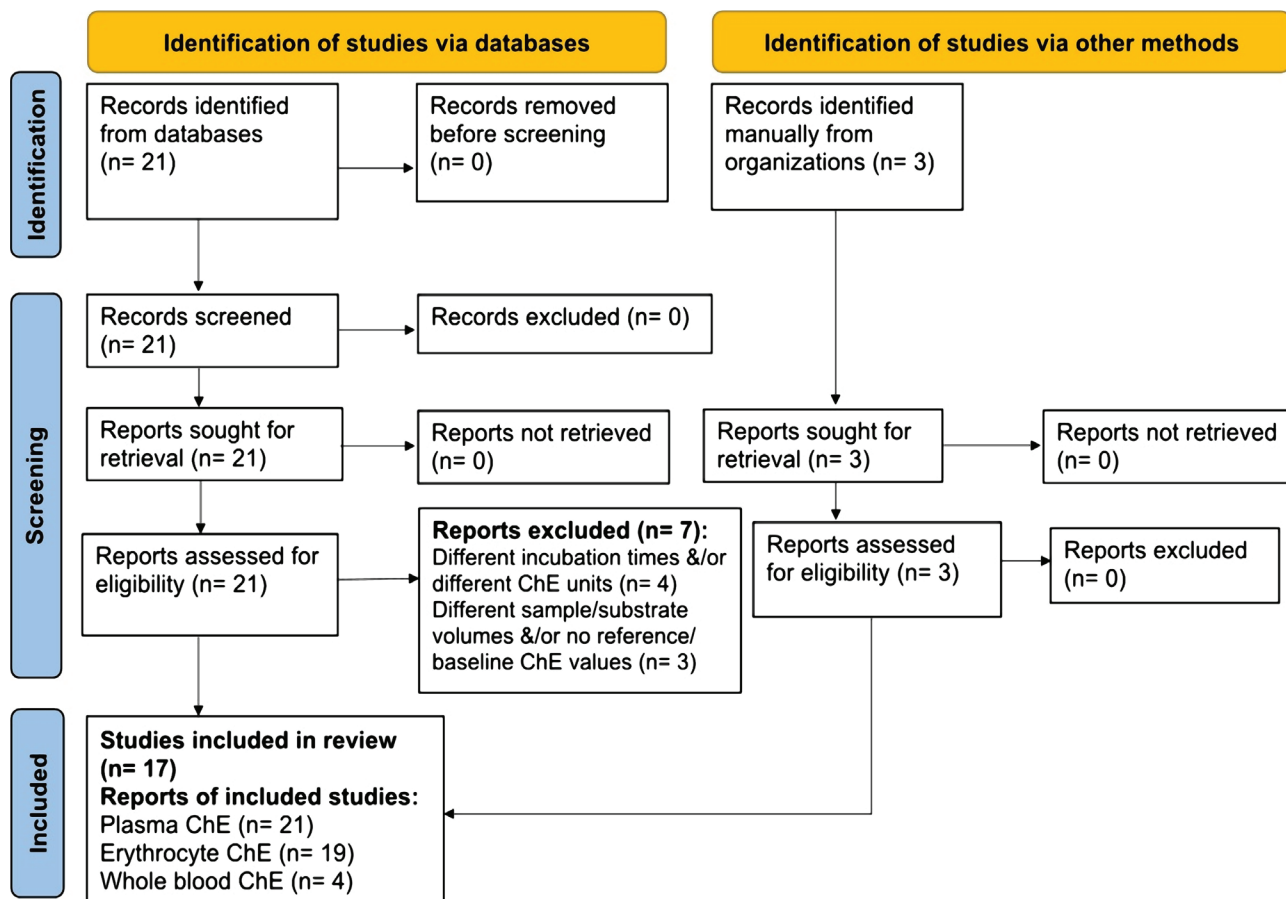 Identification of studies via databases
Identification of studies via other methods
Identification
Records identified
from databases
(n= 21)
Records removed
before screening
(n= 0)
Records identified
manually from
organizations (n= 3)
Screening
Records screened
(n= 21)
Records excluded (n= 0)
Reports sought for
retrieval (n= 21)
Reports not retrieved
(n= 0)
Reports sought for
retrieval (n= 3)
Reports not retrieved
(n= 0)
Reports assessed for
eligibility (n= 21)
Reports excluded (n= 7):
Different incubation times &/or
different ChE units (n= 4)
Different sample/substrate
volumes &/or no reference/
baseline ChE values (n= 3)
Reports assessed
for eligibility (n= 3)
Reports excluded
(n= 0)
Included
Studies included in review
(n= 17)
Reports of included studies:
Plasma ChE (n= 21)
Erythrocyte ChE (n= 19)
Whole blood ChE (n= 4)